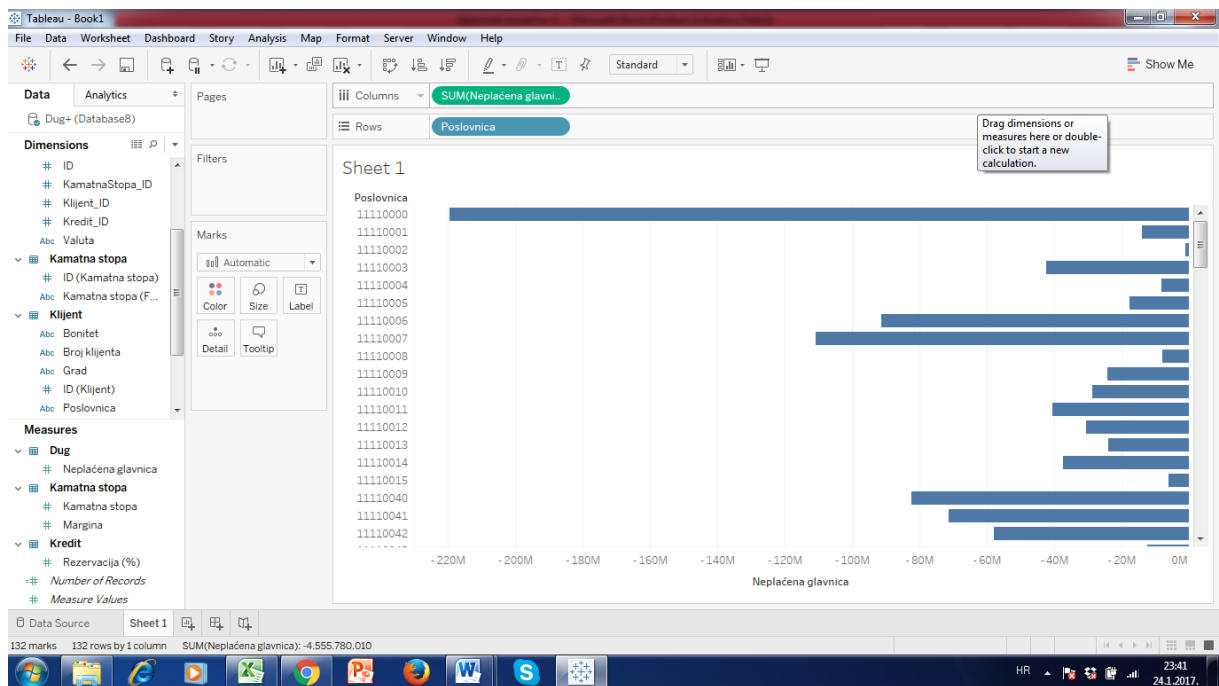 Tableau - Book1
File Data Worksheet Dashboard Story Analysis Map Format Server Window Help
Standard
Show Me
Data Analytics
Dug+ (Database8)
Dimensions
# ID
# KamatnaStopa_ID
# Klijent_ID
# Kredit_ID
Abc Valuta
Kamatna stopa
# ID (Kamatna stopa)
Abc Kamatna stopa (F...
Klijent
Abc Bonitet
Abc Broj klijenta
Abc Grad
# ID (Klijent)
Abc Poslovnica
Measures
Dug
# Neplaćena glavnica
Kamatna stopa
# Kamatna stopa
# Margina
Kredit
# Rezervacija (%)
=# Number of Records
# Measure Values
Pages
Filters
Marks
Automatic
Color Size Label
Detail Tooltip
Columns SUM(Neplaćena glavni..
Rows Poslovnica
Drag dimensions or
measures here or double-
click to start a new
calculation.
Sheet 1
Poslovnica
11110000
11110001
11110002
11110003
11110004
11110005
11110006
11110007
11110008
11110009
11110010
11110011
11110012
11110013
11110014
11110015
11110040
11110041
11110042
-220M -200M -180M -160M -140M -120M -100M -80M -60M -40M -20M 0M
Neplaćena glavnica
Data Source Sheet 1
132 marks 132 rows by 1 column SUM(Neplaćena glavnica): -4.555.780.010
HR
23:41
24.1.2017.